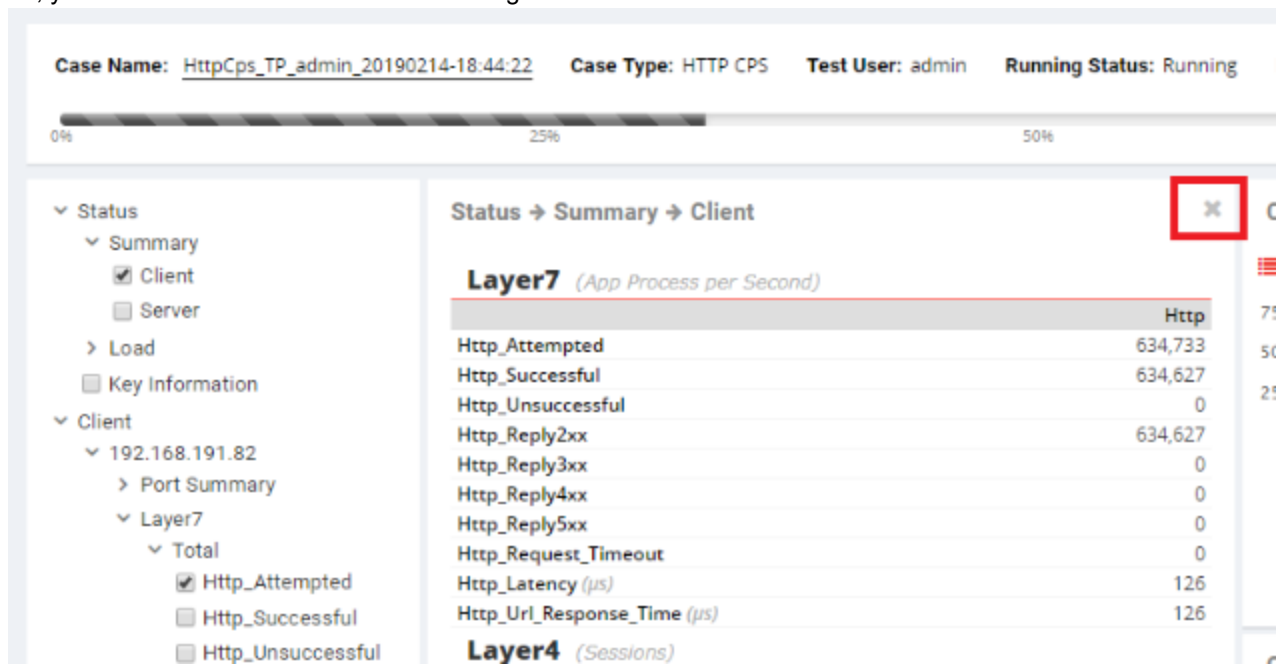 Case Name: HttpCps_TP_admin_20190214-18:44:22 Case Type: HTTP CPS Test User: admin Running Status: Running
0% 25% 50%
Status
Summary
Client
Server
Load
Key Information
Client
192.168.191.82
Port Summary
Layer7
Total
Http_Attempted
Http_Successful
Http_Unsuccessful
Status → Summary → Client
Layer7 (App Process per Second)
Http
Http_Attempted 634,733
Http_Successful 634,627
Http_Unsuccessful 0
Http_Reply2xx 634,627
Http_Reply3xx 0
Http_Reply4xx 0
Http_Reply5xx 0
Http_Request_Timeout 0
Http_Latency (µs) 126
Http_Url_Response_Time (µs) 126
Layer4 (Sessions)